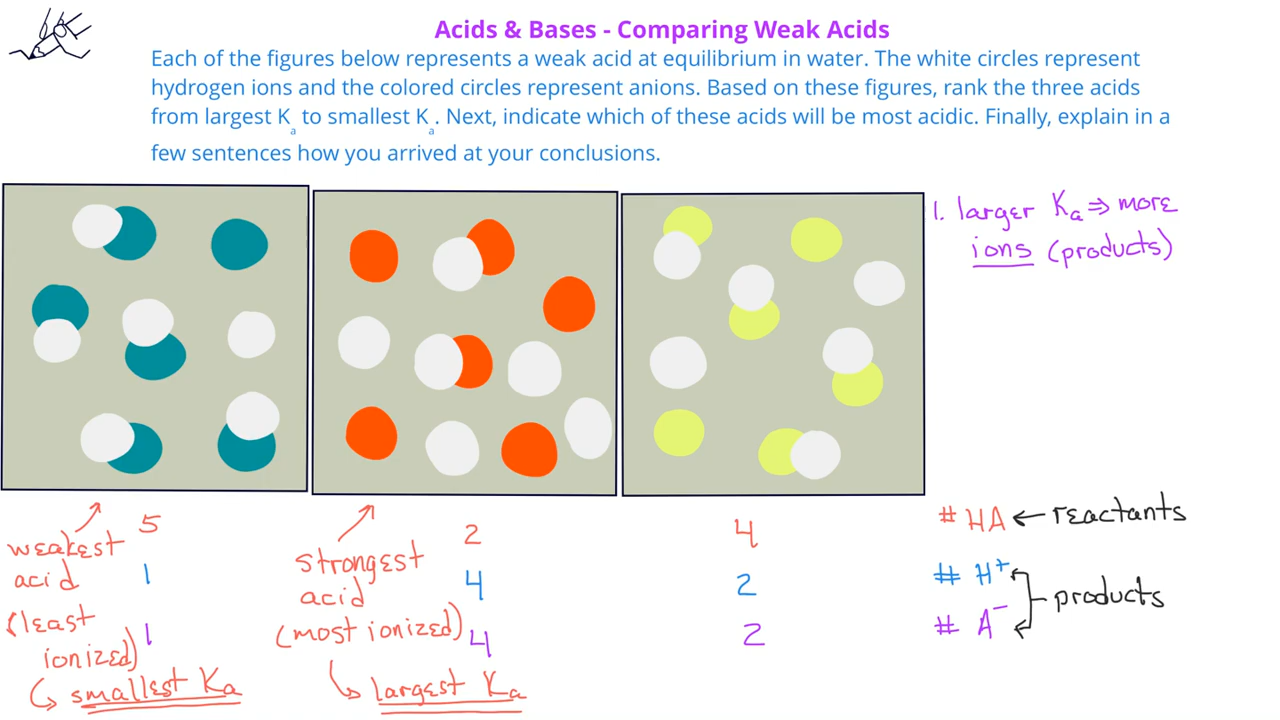 Acids & Bases - Comparing Weak Acids
Each of the figures below represents a weak acid at equilibrium in water. The white circles represent
hydrogen ions and the colored circles represent anions. Based on these figures, rank the three acids
from largest Kₐ to smallest Kₐ. Next, indicate which of these acids will be most acidic. Finally, explain in a
few sentences how you arrived at your conclusions.
1. larger Kₐ ⇒ more
ions (products)
5 2 4 # HA ← reactants
1 4 2 # H⁺
products
1 4 2 # A⁻
weakest
acid
(least
ionized)
↪ smallest Kₐ
strongest
acid
(most ionized)
↪ largest Kₐ